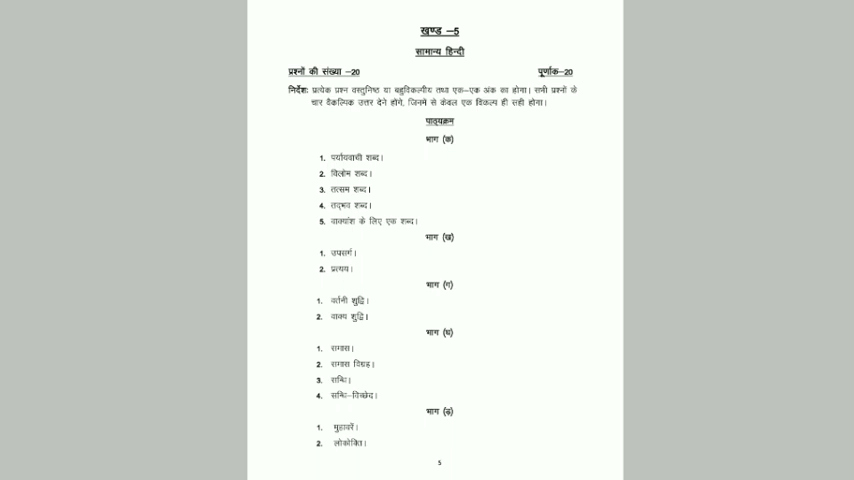 खण्ड –5
सामान्य हिन्दी
प्रश्नों की संख्या –20 पूर्णाक–20
निर्देशः प्रत्येक प्रश्न वस्तुनिष्ठ या बहुविकल्पीय तथा एक–एक अंक का होगा। सभी प्रश्नों के
चार वैकल्पिक उत्तर देने होंगे, जिनमें से केवल एक विकल्प ही सही होगा।
पाठ्यक्रम
भाग (क)
1. पर्यायवाची शब्द।
2. विलोम शब्द।
3. तत्सम शब्द।
4. तद्भव शब्द।
5. वाक्यांश के लिए एक शब्द।
भाग (ख)
1. उपसर्ग।
2. प्रत्यय।
भाग (ग)
1. वर्तनी शुद्धि।
2. वाक्य शुद्धि।
भाग (घ)
1. समास।
2. समास विग्रह।
3. सन्धि।
4. सन्धि–विच्छेद।
भाग (ड़)
1. मुहावरें।
2. लोकोक्ति।
5